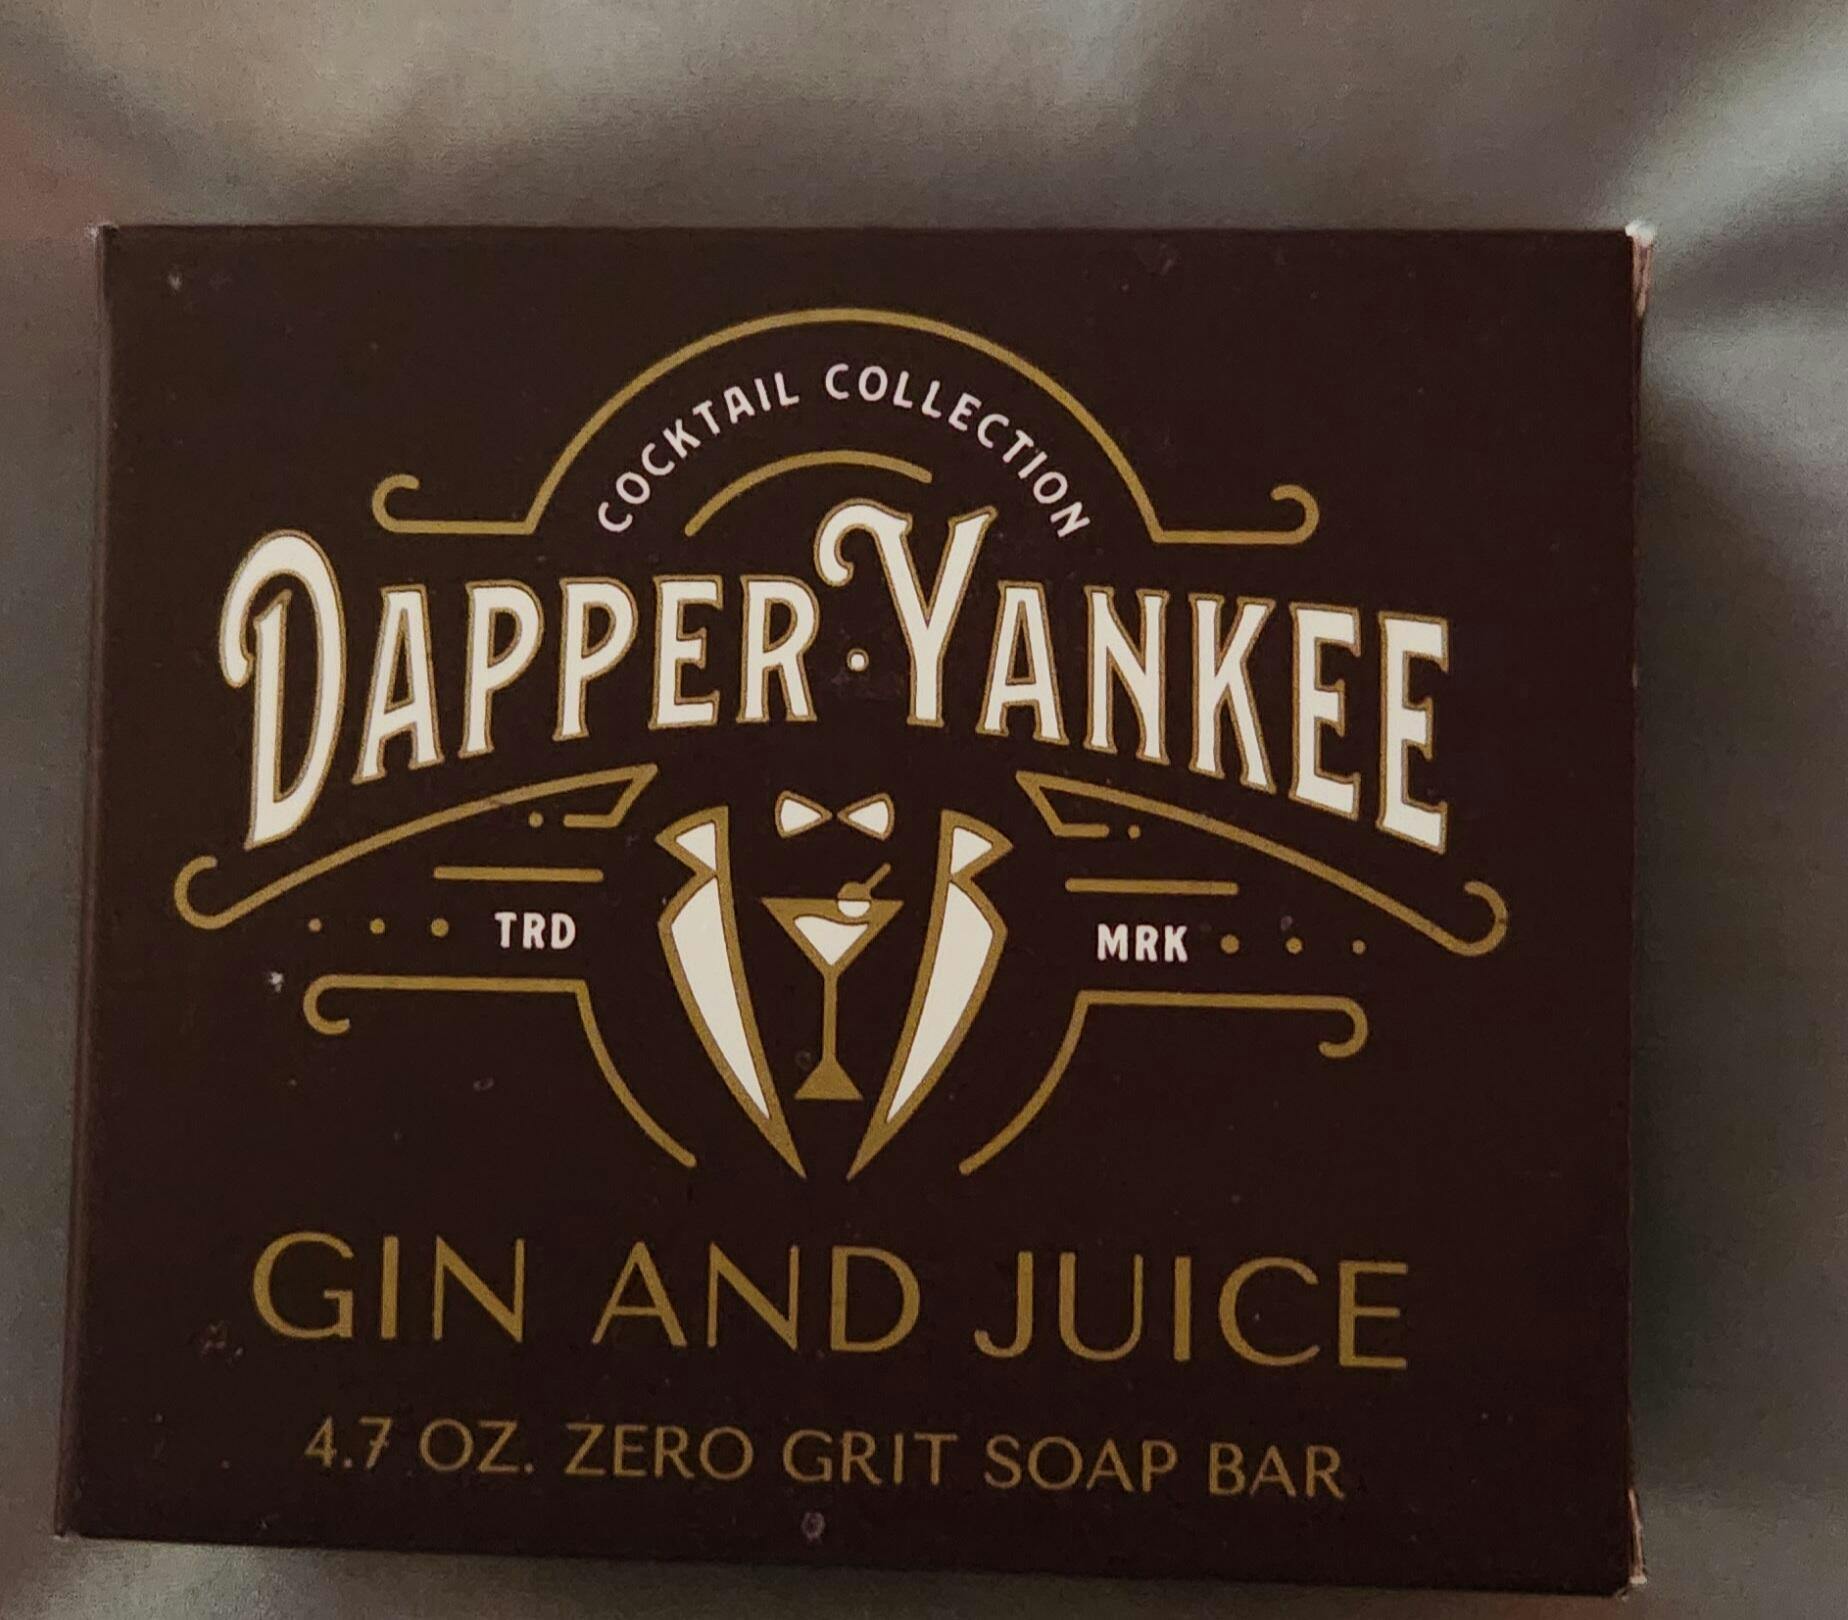 COCKTAIL COLLECTION
DAPPER·YANKEE
TRD MRK
GIN AND JUICE
4.7 OZ. ZERO GRIT SOAP BAR